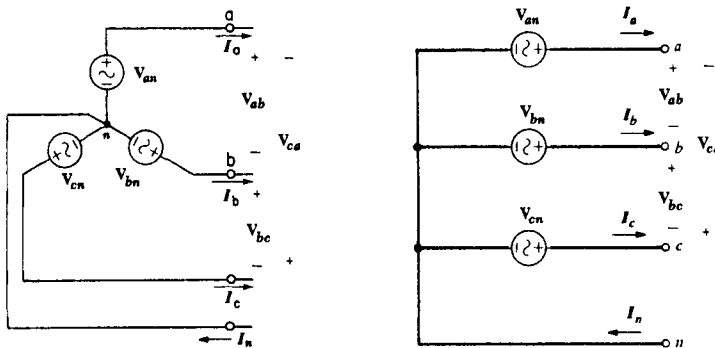 a
I_a
+ −
V_an
V_ab
n
− V_ca
b
V_cn
V_bn
I_b
+
V_bc
− +
I_c
c
I_n
V_an
I_a
a
+ −
V_ab
V_bn
I_b
−
b
V_c
+
V_cn
V_bc
I_c
− +
c
I_n
n